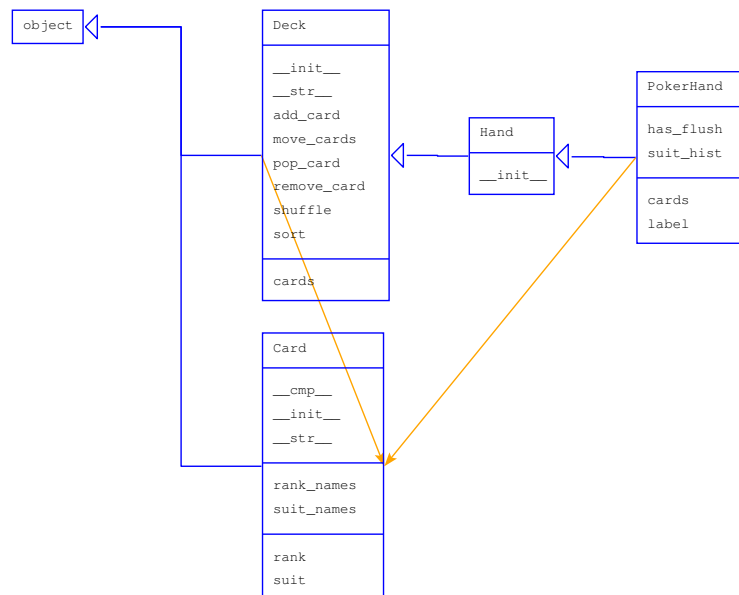 object
Deck
__init__
__str__
add_card
move_cards
pop_card
remove_card
shuffle
sort
cards
Hand
__init__
PokerHand
has_flush
suit_hist
cards
label
Card
__cmp__
__init__
__str__
rank_names
suit_names
rank
suit